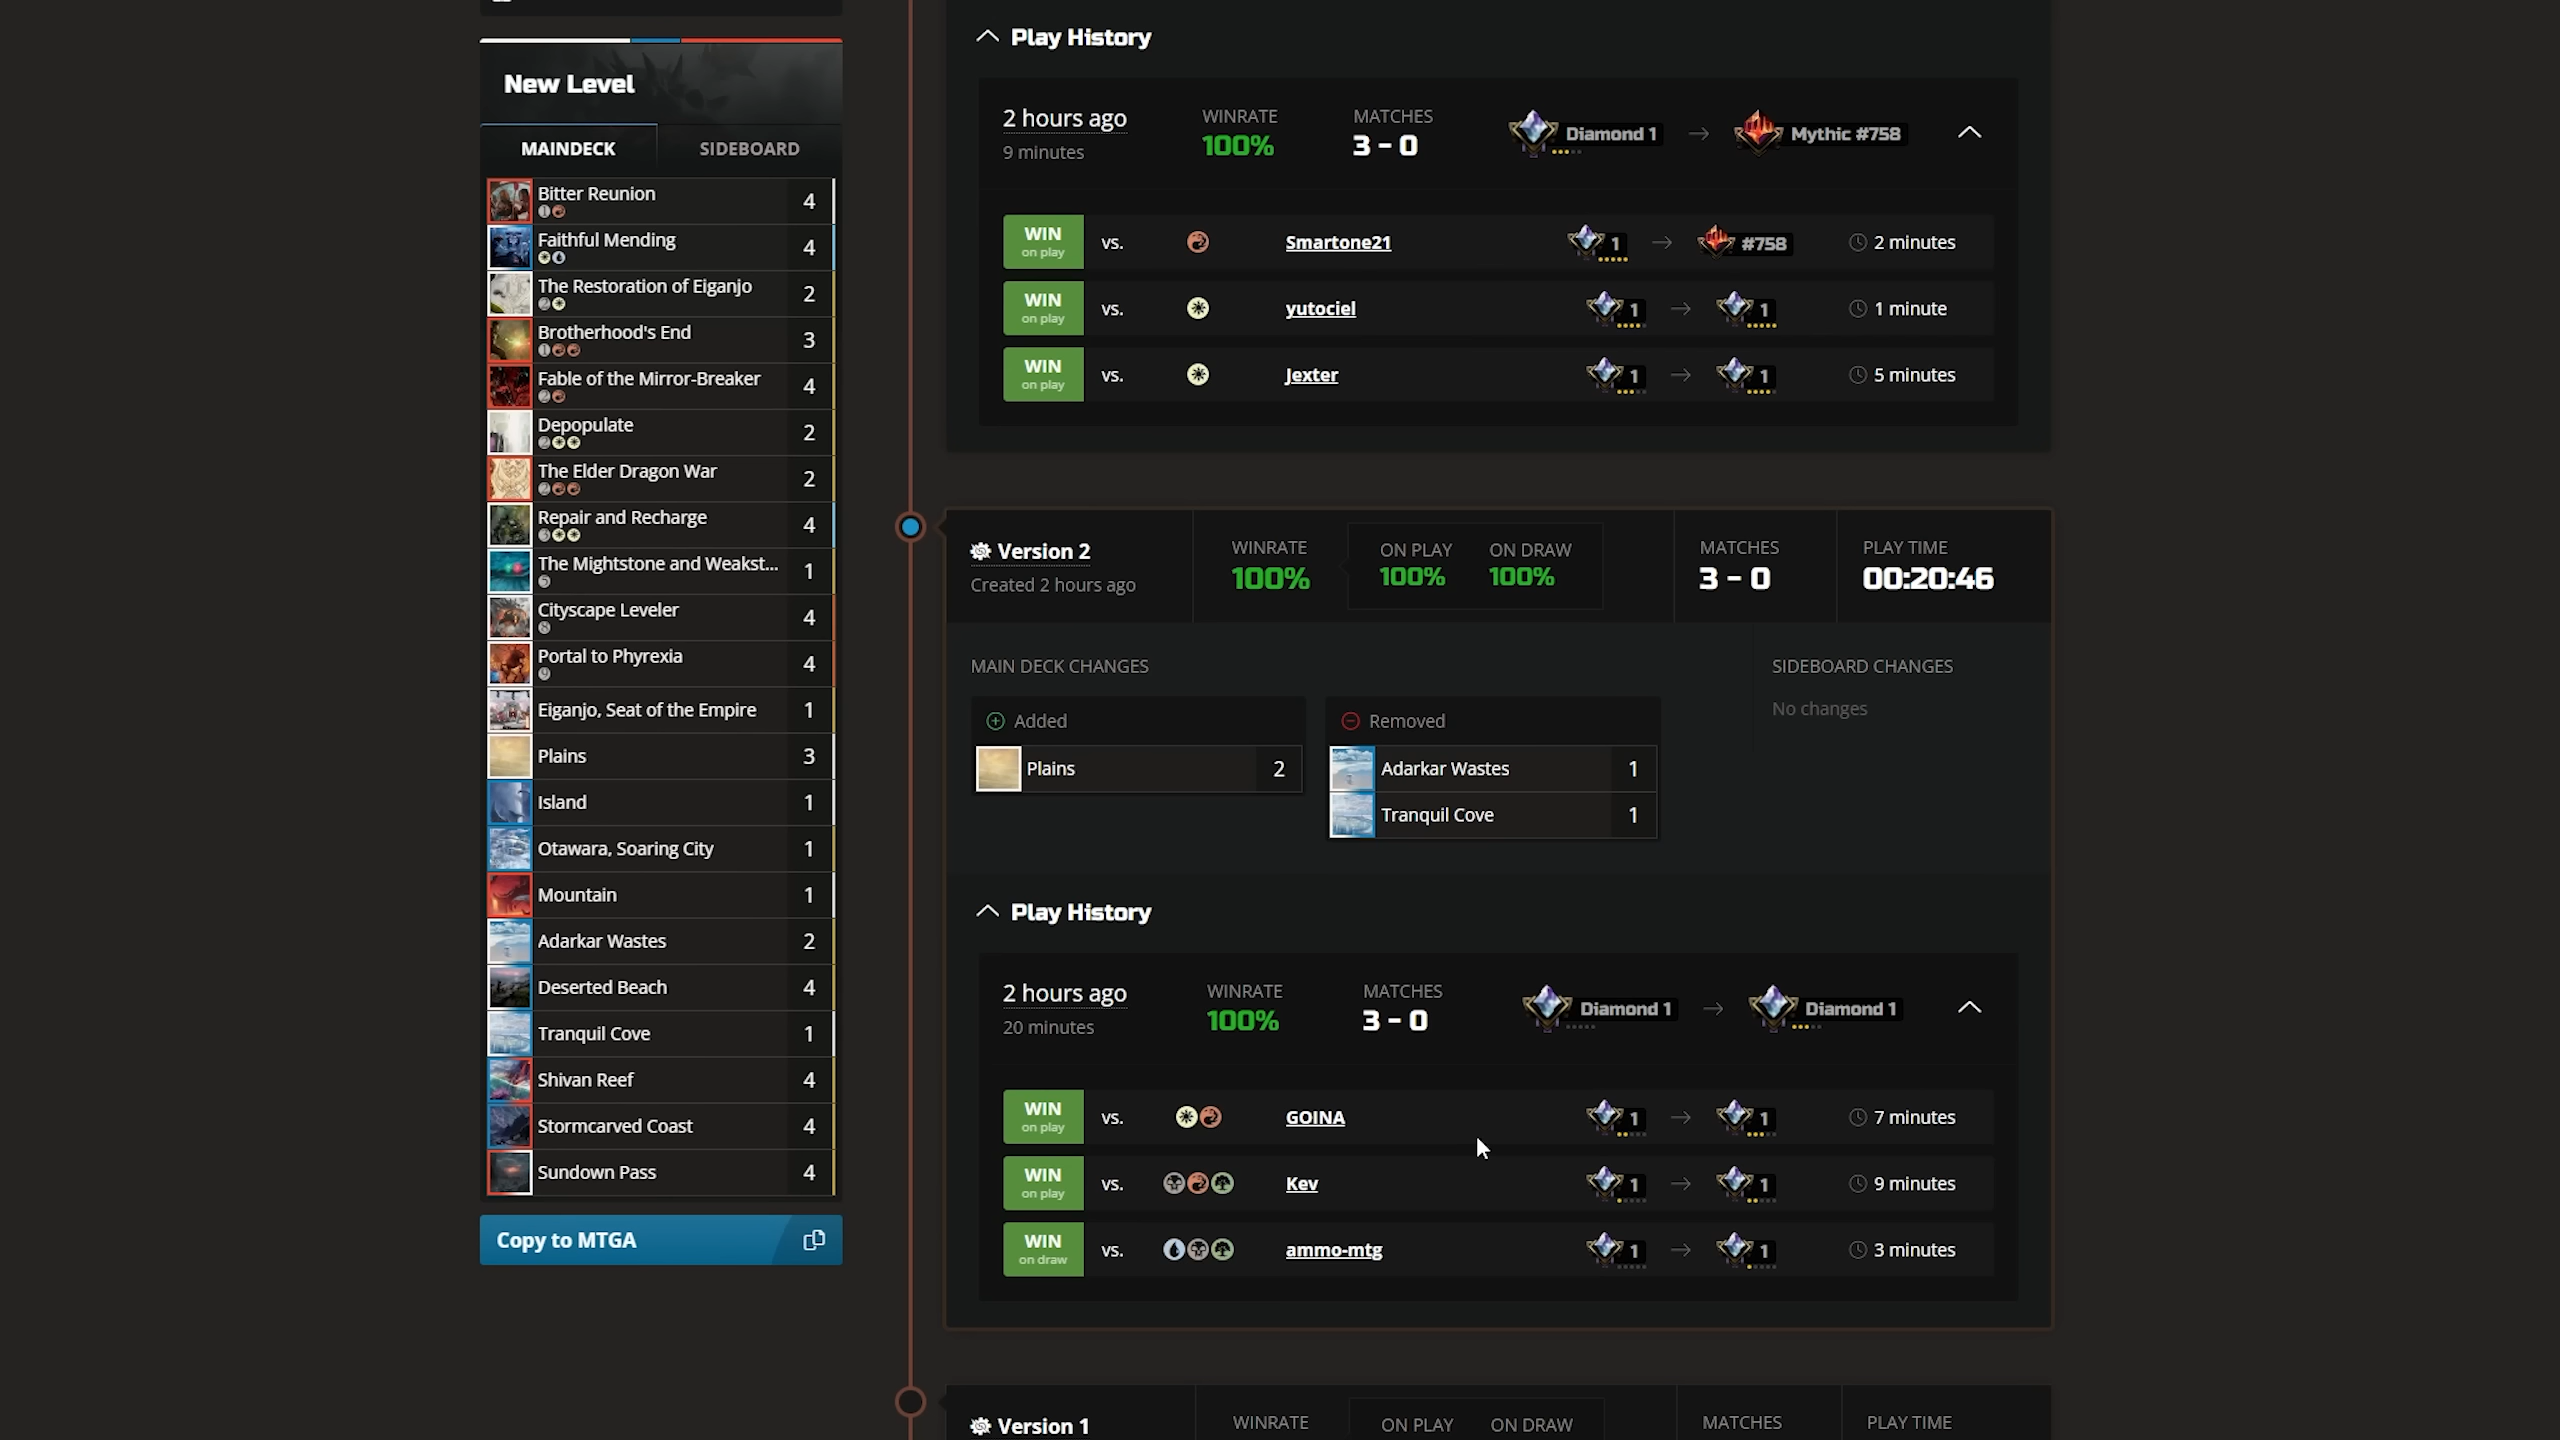 New Level
MAINDECK
SIDEBOARD
Bitter Reunion
4
Faithful Mending
4
The Restoration of Eiganjo
2
Brotherhood's End
3
Fable of the Mirror-Breaker
4
Depopulate
2
The Elder Dragon War
2
Repair and Recharge
4
The Mightstone and Weakst...
1
Cityscape Leveler
4
Portal to Phyrexia
4
Eiganjo, Seat of the Empire
1
Plains
3
Island
1
Otawara, Soaring City
1
Mountain
1
Adarkar Wastes
2
Deserted Beach
4
Tranquil Cove
1
Shivan Reef
4
Stormcarved Coast
4
Sundown Pass
4
Copy to MTGA
Play History
2 hours ago
9 minutes
WINRATE
100%
MATCHES
3 - 0
Diamond 1
Mythic #758
WIN
on play
vs.
Smartone21
1
#758
2 minutes
WIN
on play
vs.
yutociel
1
1
1 minute
WIN
on play
vs.
Jexter
1
1
5 minutes
Version 2
Created 2 hours ago
WINRATE
100%
ON PLAY
100%
ON DRAW
100%
MATCHES
3 - 0
PLAY TIME
00:20:46
MAIN DECK CHANGES
SIDEBOARD CHANGES
No changes
Added
Plains
2
Removed
Adarkar Wastes
1
Tranquil Cove
1
Play History
2 hours ago
20 minutes
WINRATE
100%
MATCHES
3 - 0
Diamond 1
Diamond 1
WIN
on play
vs.
GOINA
1
1
7 minutes
WIN
on play
vs.
Kev
1
1
9 minutes
WIN
on draw
vs.
ammo-mtg
1
1
3 minutes
Version 1
WINRATE
ON PLAY
ON DRAW
MATCHES
PLAY TIME